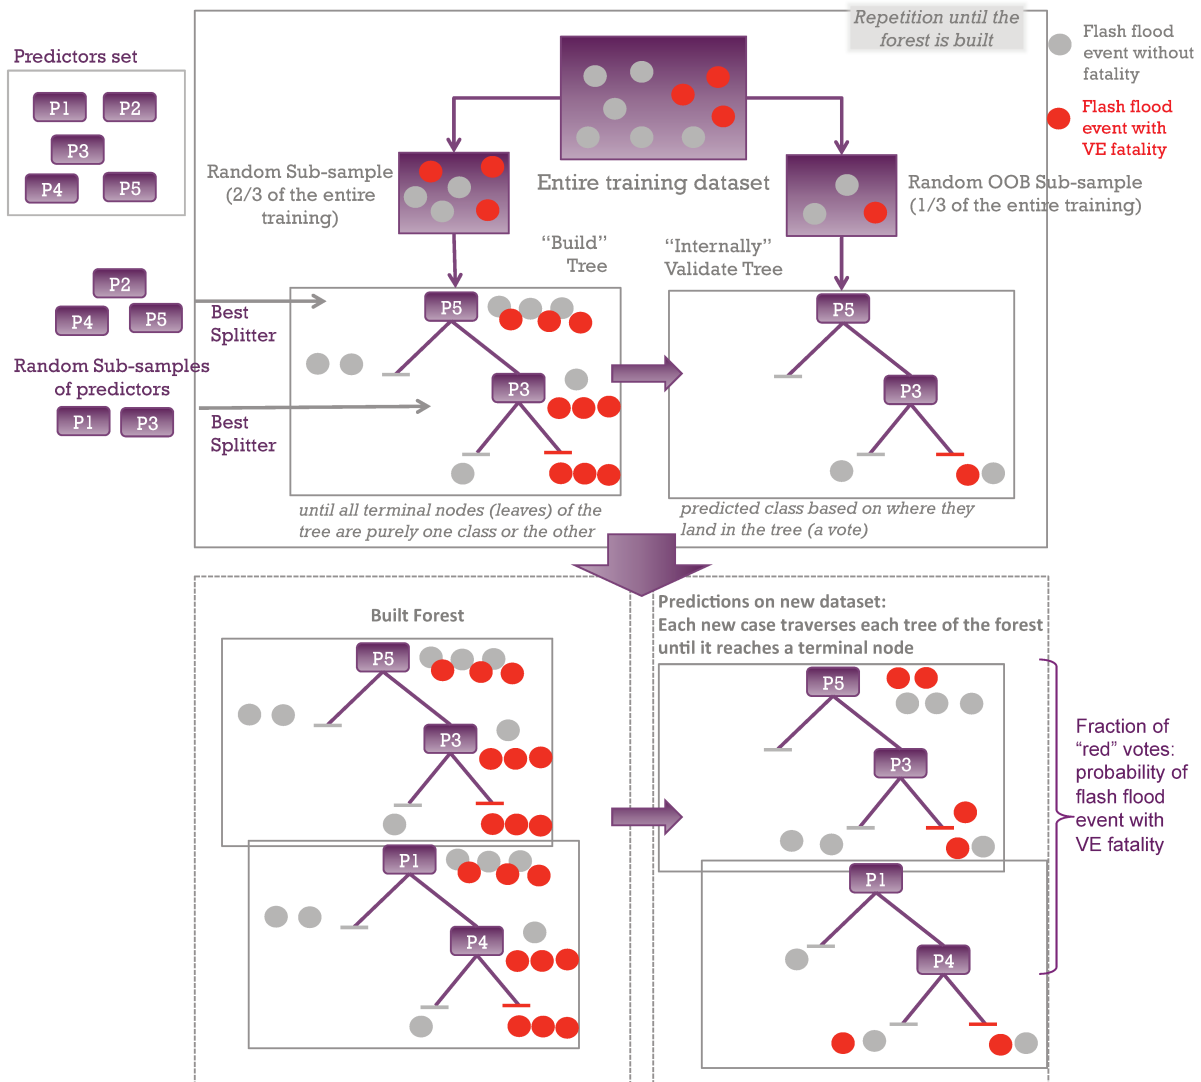 Repetition until the
forest is built
Flash flood
event without
fatality
Flash flood
event with
VE fatality
Predictors set
P1
P2
P3
P4
P5
Random Sub-sample
(2/3 of the entire
training)
Entire training dataset
Random OOB Sub-sample
(1/3 of the entire training)
"Build"
Tree
"Internally"
Validate Tree
P2
P4
P5
Best
Splitter
Random Sub-samples
of predictors
P1
P3
Best
Splitter
P5
P3
P5
P3
until all terminal nodes (leaves) of the
tree are purely one class or the other
predicted class based on where they
land in the tree (a vote)
Built Forest
P5
P3
P1
P4
Predictions on new dataset:
Each new case traverses each tree of the forest
until it reaches a terminal node
P5
P3
P1
P4
Fraction of
“red” votes:
probability of
flash flood
event with
VE fatality